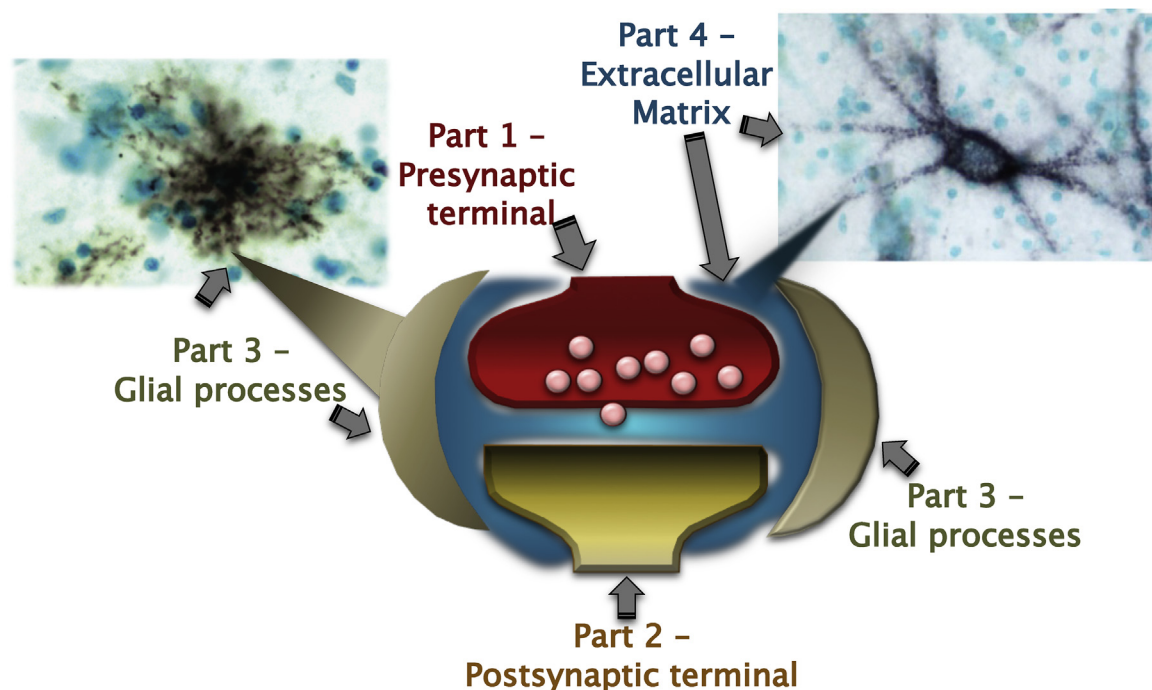 Part 4 –
Extracellular
Matrix
Part 1 –
Presynaptic
terminal
Part 3 –
Glial processes
Part 3 –
Glial processes
Part 2 –
Postsynaptic terminal